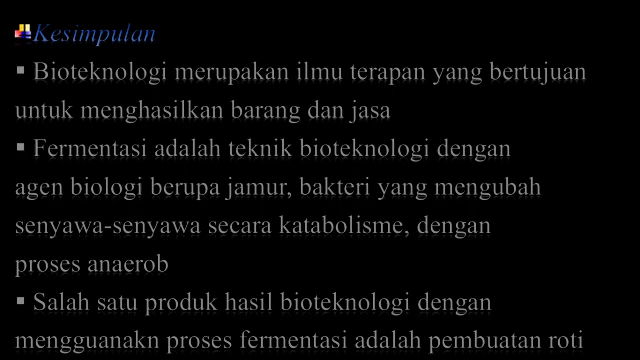 Kesimpulan
▪ Bioteknologi merupakan ilmu terapan yang bertujuan
untuk menghasilkan barang dan jasa
▪ Fermentasi adalah teknik bioteknologi dengan
agen biologi berupa jamur, bakteri yang mengubah
senyawa-senyawa secara katabolisme, dengan
proses anaerob
▪ Salah satu produk hasil bioteknologi dengan
mengguanakn proses fermentasi adalah pembuatan roti